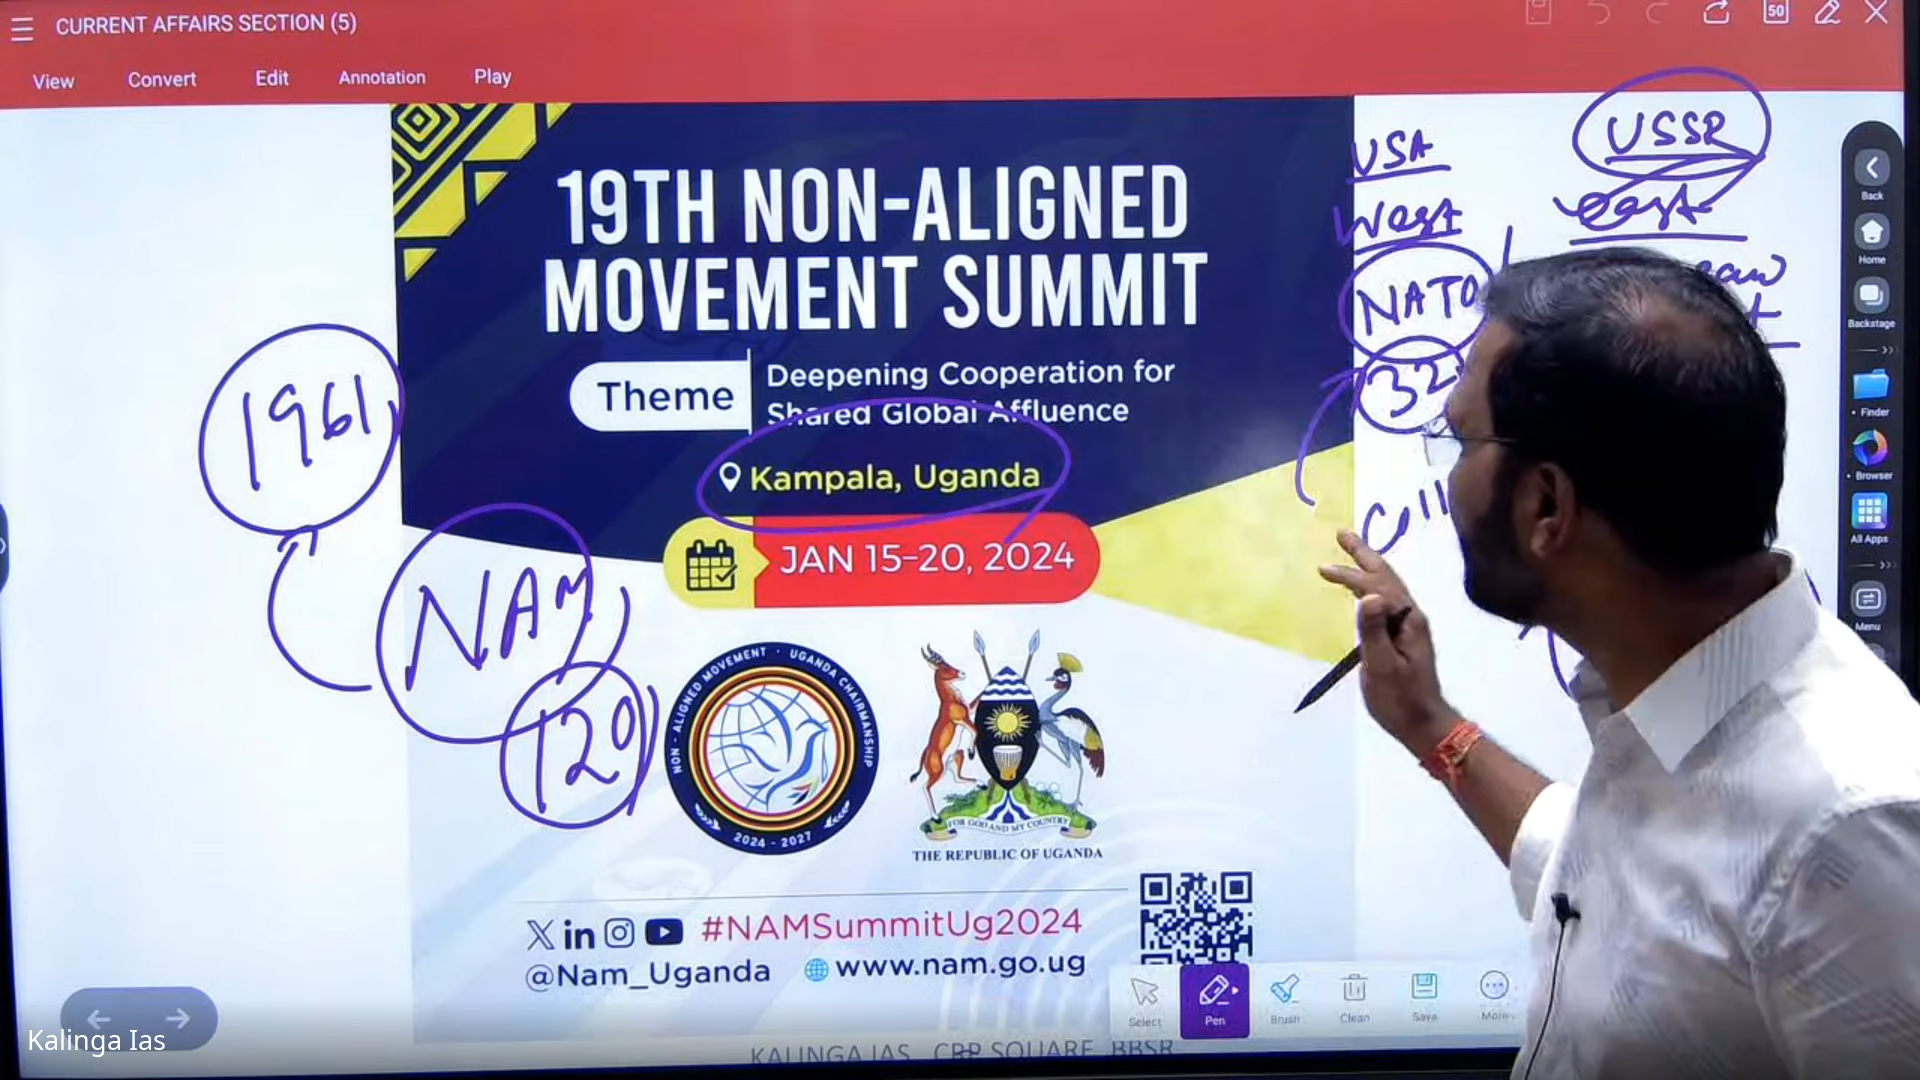 CURRENT AFFAIRS SECTION (5)
50
View Convert Edit Annotation Play
19TH NON-ALIGNED
MOVEMENT SUMMIT
Theme
Deepening Cooperation for
Shared Global Affluence
Kampala, Uganda
JAN 15-20, 2024
1961
NAM
120
USA
West
NATO
32
USSR
east
NON - ALIGNED MOVEMENT · UGANDA CHAIRMANSHIP
2024 - 2027
FOR GOD AND MY COUNTRY
THE REPUBLIC OF UGANDA
#NAMSummitUg2024
@Nam_Uganda
www.nam.go.ug
Back
Home
Backstage
Finder
Browser
All Apps
Menu
Select Pen Brush Clean Save More
Kalinga Ias
KALINGA IAS, CRP SQUARE, BBSR